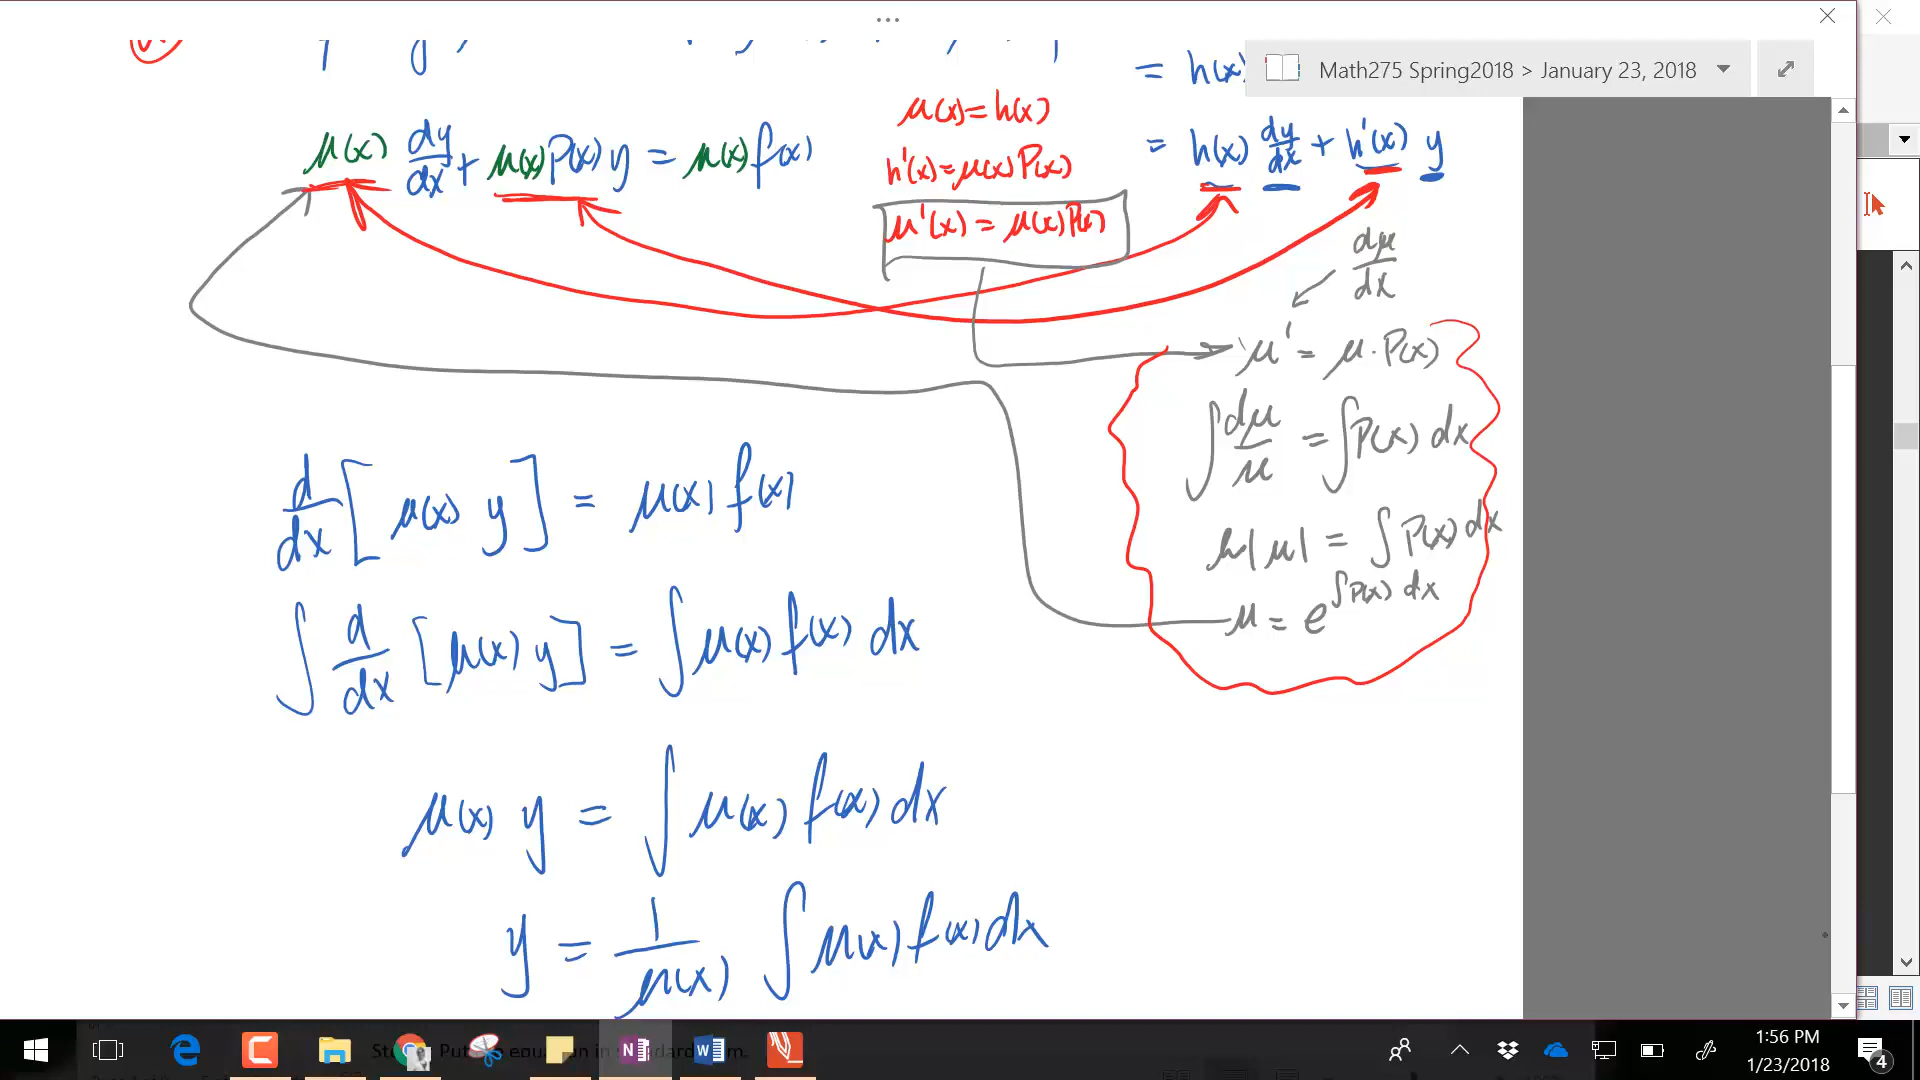 Math275 Spring2018 > January 23, 2018
= h(x)
μ(x) = h(x)
μ(x) dy/dx + μ(x)P(x) y = μ(x) f(x)
h'(x) = μ(x) P(x)
= h(x) dy/dx + h'(x) y
μ'(x) = μ(x) P(x)
dμ/dx
μ' = μ · P(x)
∫ dμ/μ = ∫ P(x) dx
ln|μ| = ∫ P(x) dx
μ = e^{∫P(x) dx}
d/dx [ μ(x) y ] = μ(x) f(x)
∫ d/dx [ μ(x) y ] = ∫ μ(x) f(x) dx
μ(x) y = ∫ μ(x) f(x) dx
y = 1/μ(x) ∫ μ(x) f(x) dx
1:56 PM
1/23/2018
4